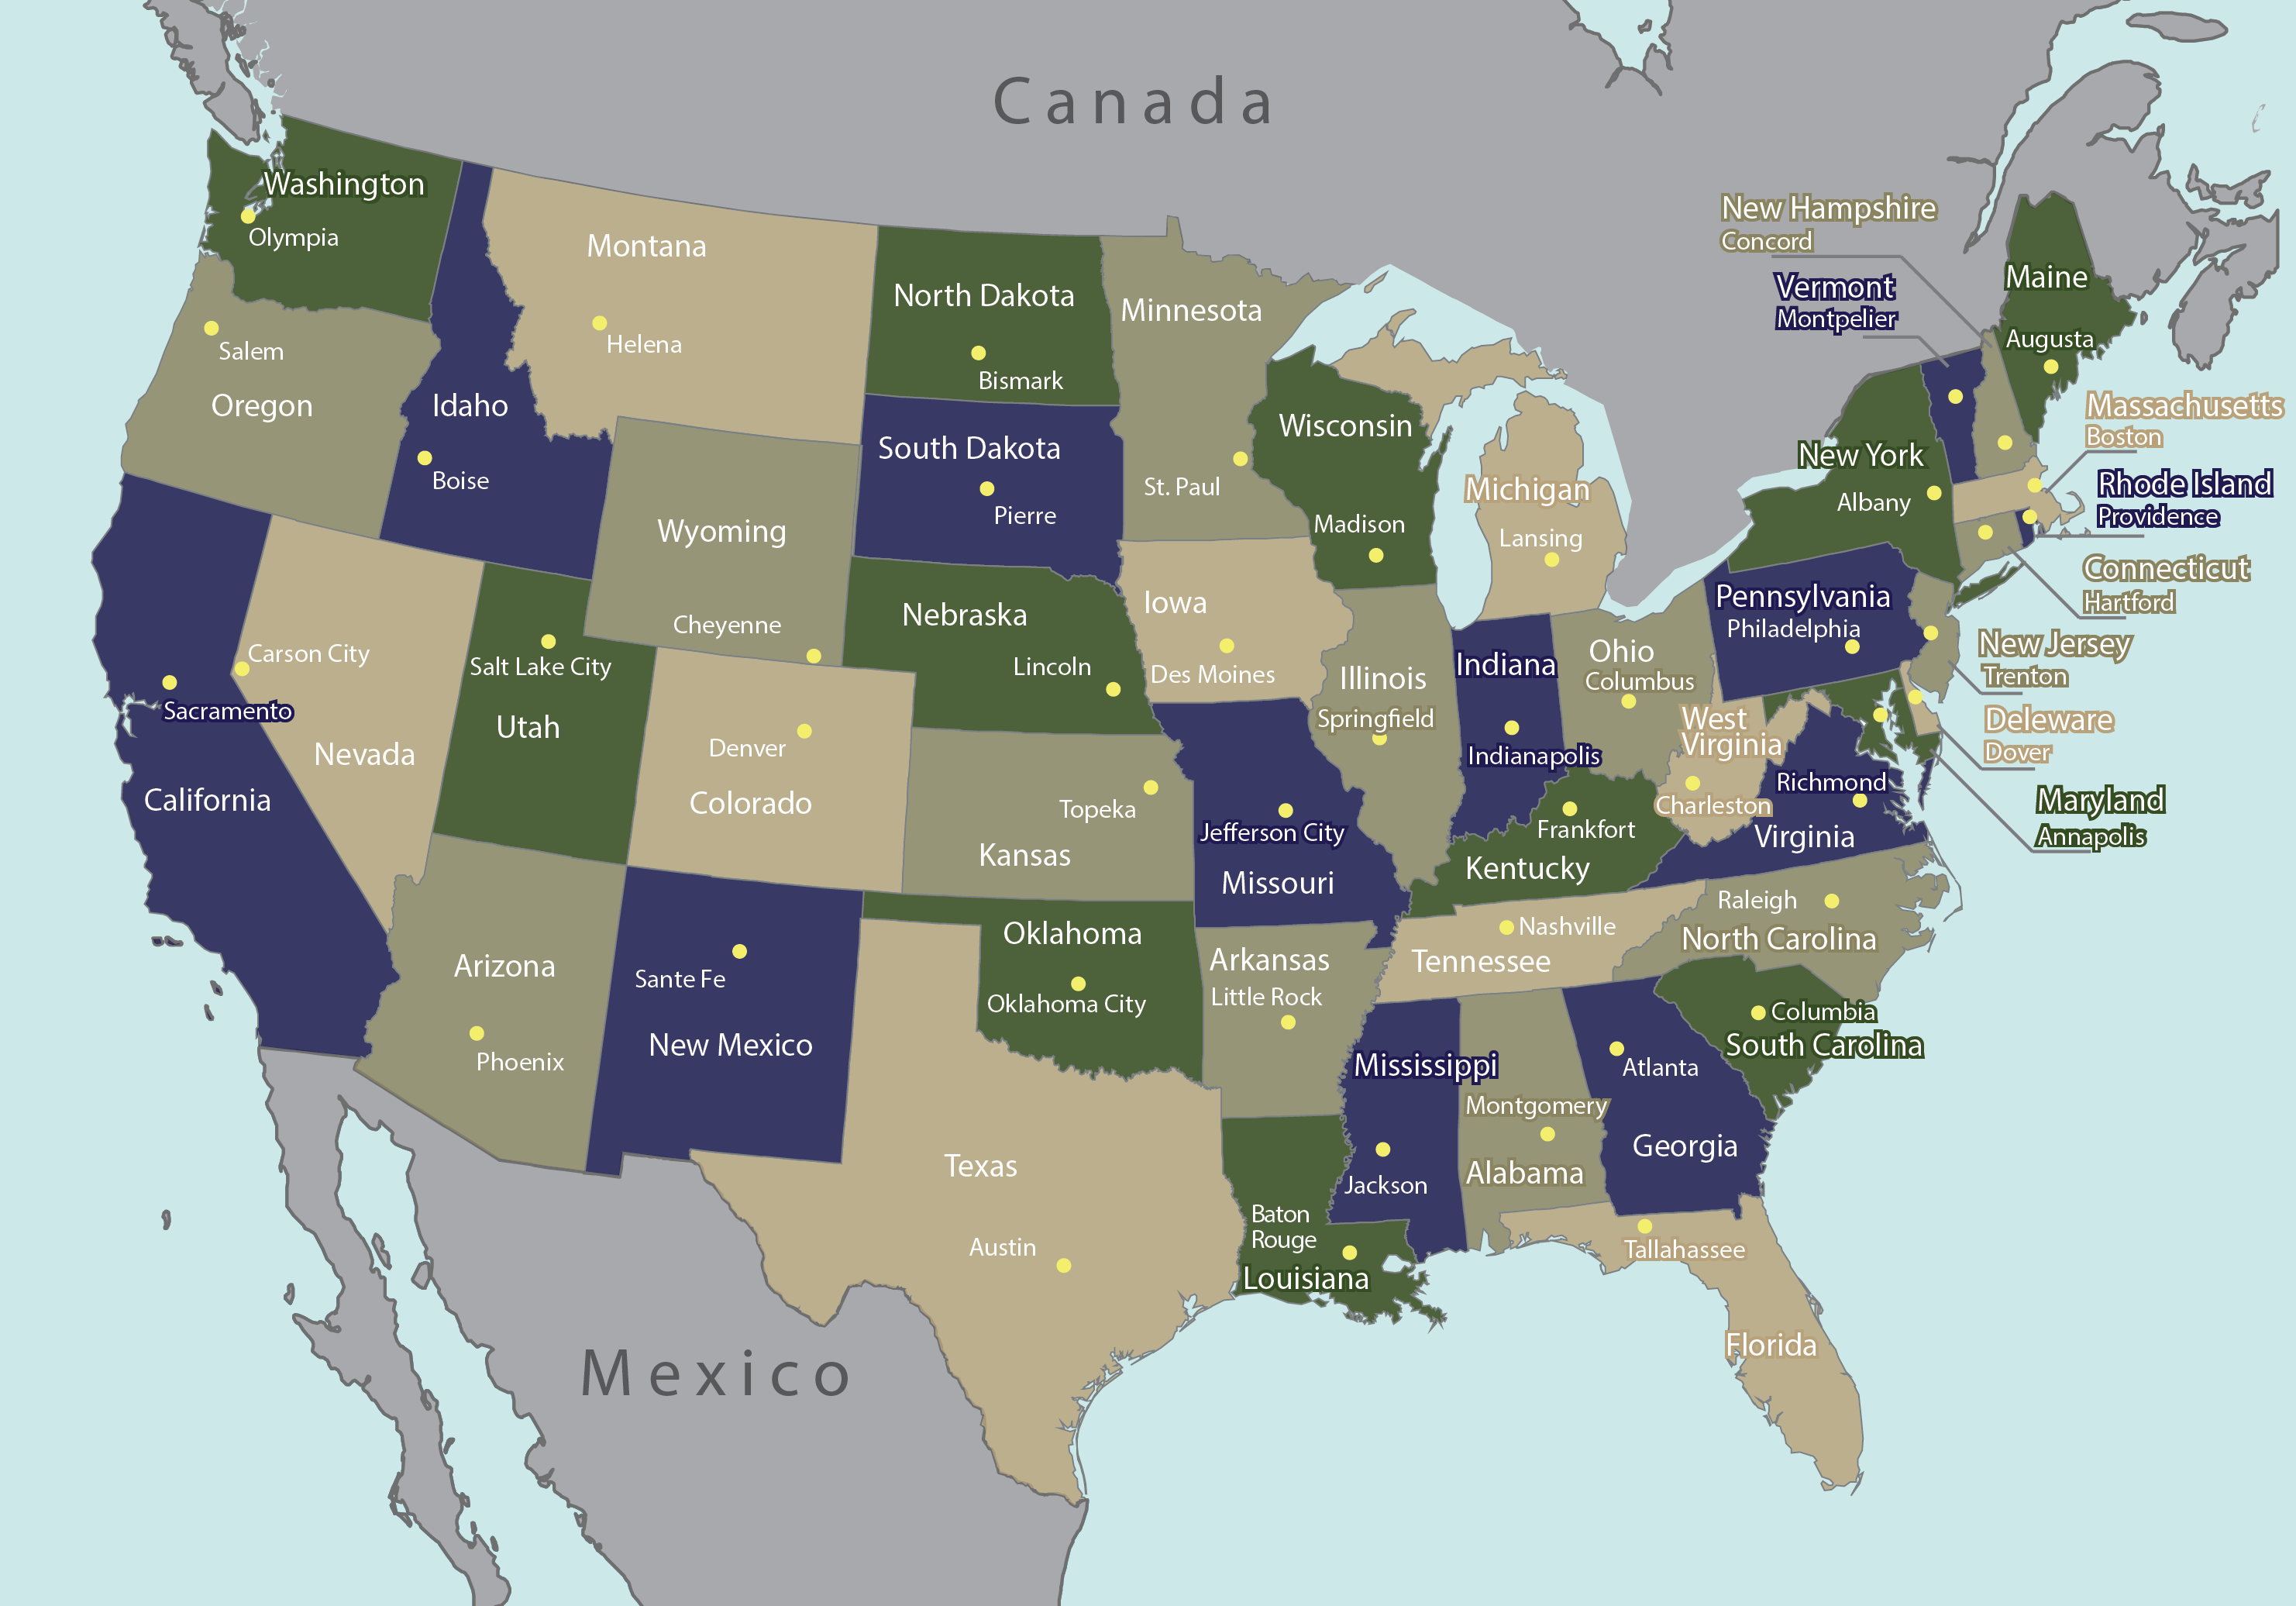 Canada
Washington
Olympia
Montana
Helena
North Dakota
Bismark
Minnesota
St. Paul
New Hampshire
Concord
Vermont
Montpelier
Maine
Augusta
Salem
Oregon
Idaho
Boise
South Dakota
Pierre
Wisconsin
Madison
Michigan
Lansing
New York
Albany
Massachusetts
Boston
Rhode Island
Providence
Connecticut
Hartford
Wyoming
Cheyenne
Nebraska
Lincoln
Iowa
Des Moines
Illinois
Springfield
Indiana
Indianapolis
Ohio
Columbus
Pennsylvania
Philadelphia
New Jersey
Trenton
Deleware
Dover
Maryland
Annapolis
Carson City
Nevada
Sacramento
California
Salt Lake City
Utah
Denver
Colorado
Topeka
Kansas
Jefferson City
Missouri
Frankfort
Kentucky
West
Virginia
Charleston
Richmond
Virginia
Arizona
Phoenix
Sante Fe
New Mexico
Oklahoma
Oklahoma City
Arkansas
Little Rock
Nashville
Tennessee
Raleigh
North Carolina
Columbia
South Carolina
Texas
Austin
Baton
Rouge
Louisiana
Mississippi
Jackson
Montgomery
Alabama
Atlanta
Georgia
Tallahassee
Florida
Mexico